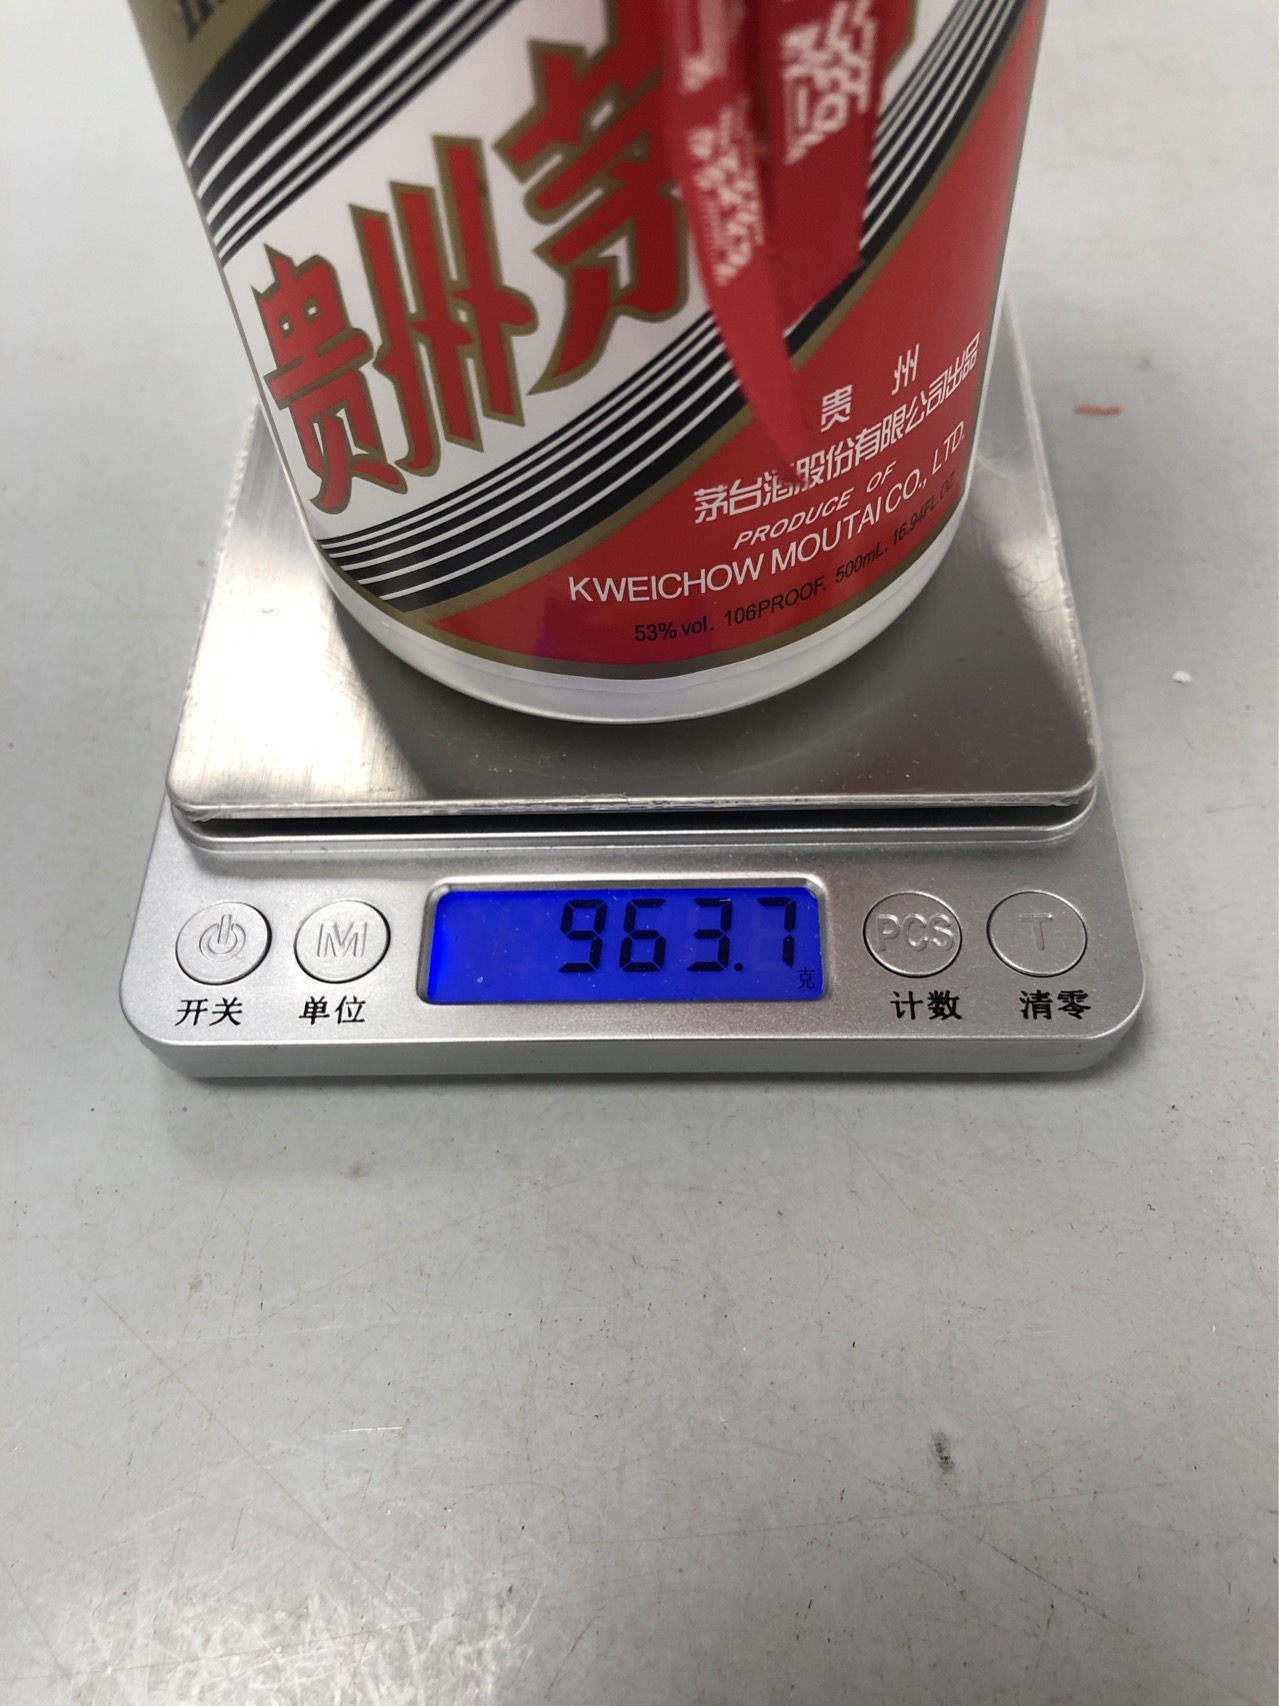 贵州茅
贵 州
茅台酒股份有限公司出品
PRODUCE OF
KWEICHOW MOUTAI CO., LTD.
53% vol. 106PROOF. 500mL. 16.94FL.OZ
963.7
克
M
PCS
T
开关
单位
计数
清零